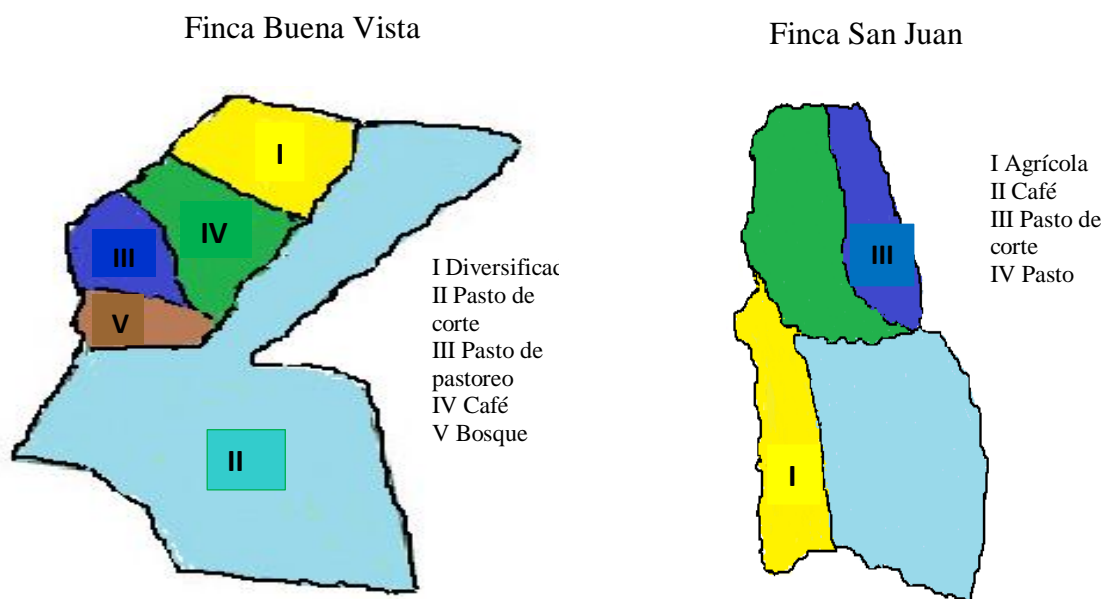 Finca Buena Vista
Finca San Juan
I
IV
III
V
II
I Diversificac
II Pasto de
corte
III Pasto de
pastoreo
IV Café
V Bosque
III
I
I Agrícola
II Café
III Pasto de
corte
IV Pasto